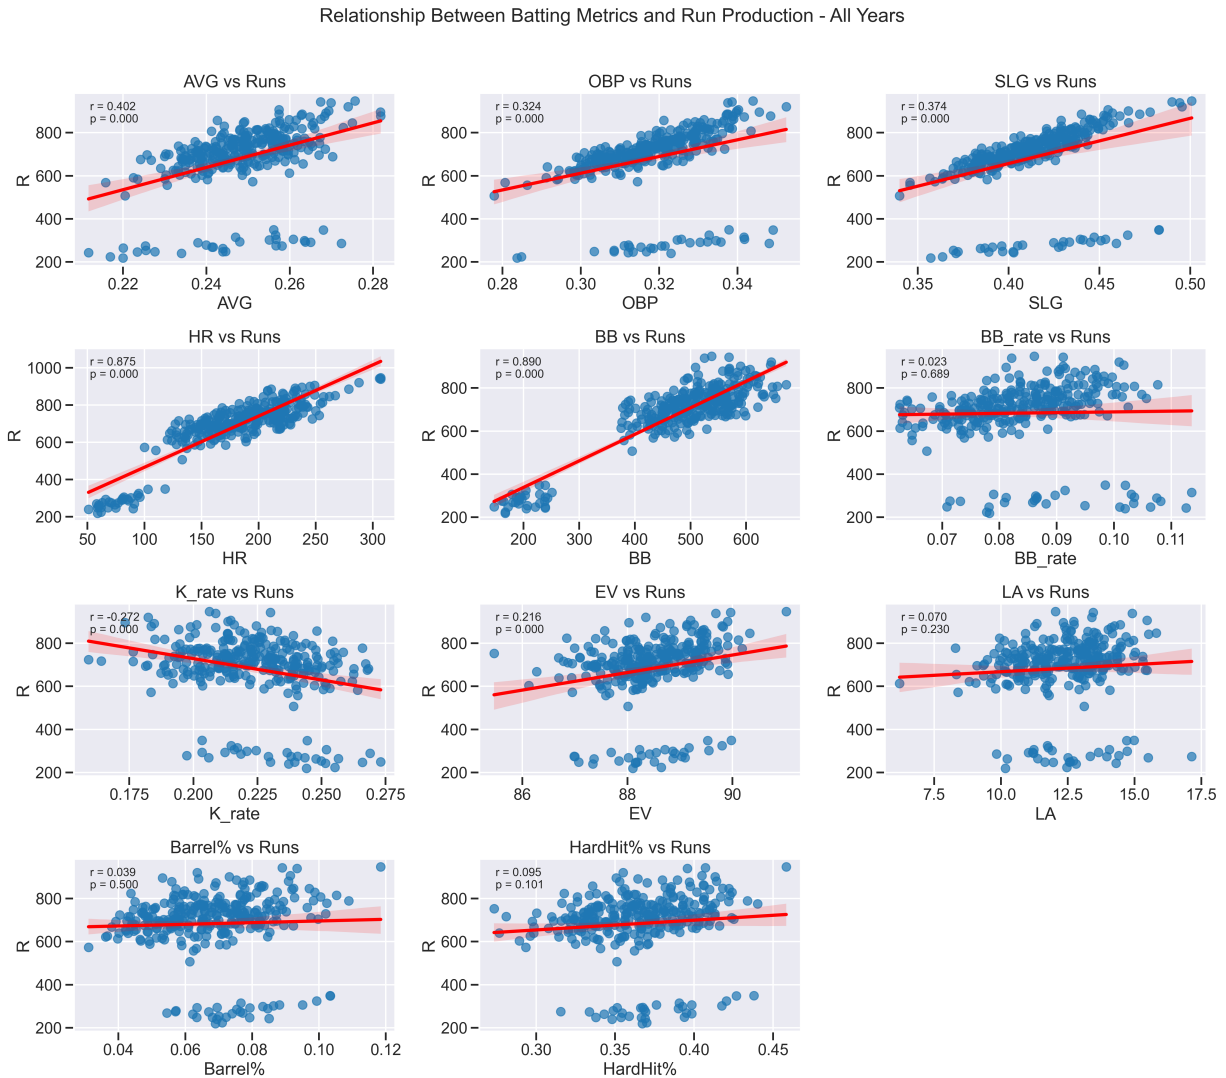 Relationship Between Batting Metrics and Run Production - All Years
AVG vs Runs
r = 0.402
p = 0.000
R
800
600
400
200
0.22 0.24 0.26 0.28
AVG
OBP vs Runs
r = 0.324
p = 0.000
R
800
600
400
200
0.28 0.30 0.32 0.34
OBP
SLG vs Runs
r = 0.374
p = 0.000
R
800
600
400
200
0.35 0.40 0.45 0.50
SLG
HR vs Runs
r = 0.875
p = 0.000
R
1000
800
600
400
200
50 100 150 200 250 300
HR
BB vs Runs
r = 0.890
p = 0.000
R
800
600
400
200
200 300 400 500 600
BB
BB_rate vs Runs
r = 0.023
p = 0.689
R
800
600
400
200
0.07 0.08 0.09 0.10 0.11
BB_rate
K_rate vs Runs
r = -0.272
p = 0.000
R
800
600
400
200
0.175 0.200 0.225 0.250 0.275
K_rate
EV vs Runs
r = 0.216
p = 0.000
R
800
600
400
200
86 88 90
EV
LA vs Runs
r = 0.070
p = 0.230
R
800
600
400
200
7.5 10.0 12.5 15.0 17.5
LA
Barrel% vs Runs
r = 0.039
p = 0.500
R
800
600
400
200
0.04 0.06 0.08 0.10 0.12
Barrel%
HardHit% vs Runs
r = 0.095
p = 0.101
R
800
600
400
200
0.30 0.35 0.40 0.45
HardHit%